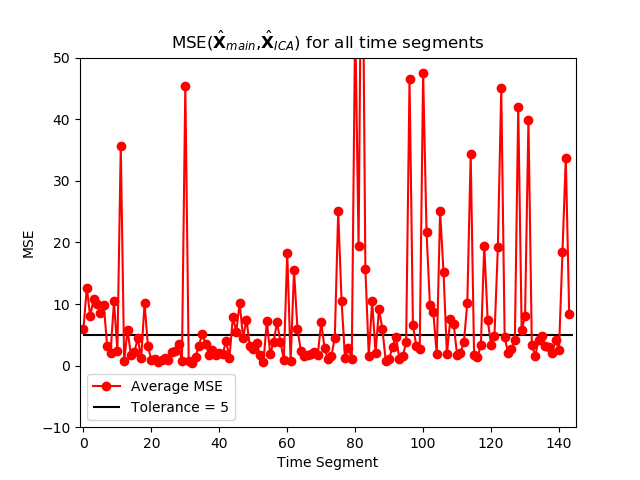 MSE(X̂main,X̂ICA) for all time segments
50
40
30
20
10
0
−10
MSE
Average MSE
Tolerance = 5
0 20 40 60 80 100 120 140
Time Segment